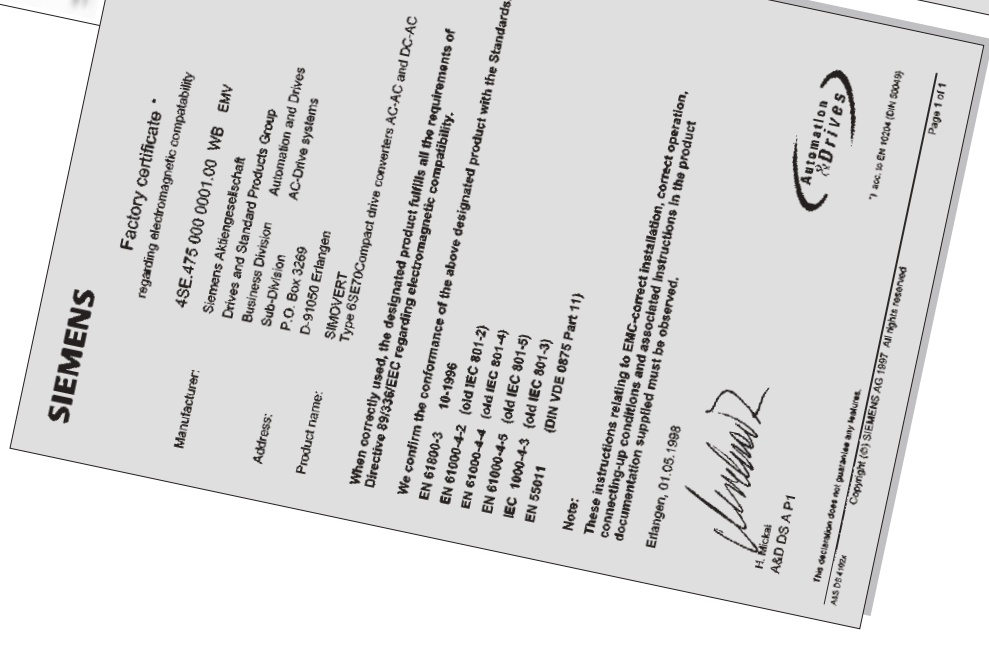 SIEMENS
Factory certificate *
regarding electromagnetic compatability
4SE.475 000 0001.00 WB EMV
Manufacturer: Siemens Aktiengesellschaft
Drives and Standard Products Group
Business Division Automation and Drives
Sub-Division AC-Drive systems
Address: P.O. Box 3269
D-91050 Erlangen
Product name: SIMOVERT
Type 6SE70Compact drive converters AC-AC and DC-AC
When correctly used, the designated product fulfills all the requirements of
Directive 89/336/EEC regarding electromagnetic compatibility.
We confirm the conformance of the above designated product with the Standards
EN 61800-3 10-1996
EN 61000-4-2 (old IEC 801-2)
EN 61000-4-4 (old IEC 801-4)
EN 61000-4-5 (old IEC 801-5)
IEC 1000-4-3 (old IEC 801-3)
EN 55011 (DIN VDE 0875 Part 11)
Note:
These instructions relating to EMC-correct installation, correct operation,
connecting-up conditions and associated instructions in the product
documentation supplied must be observed.
Erlangen, 01.05.1998
H. Mickal
A&D DS A P1
Automation
&Drives
*) acc. to EN 10204 (DIN 50049)
This declaration does not guarantee any features.
Page 1 of 1
Copyright (©) SIEMENS AG 1997 All rights reserved